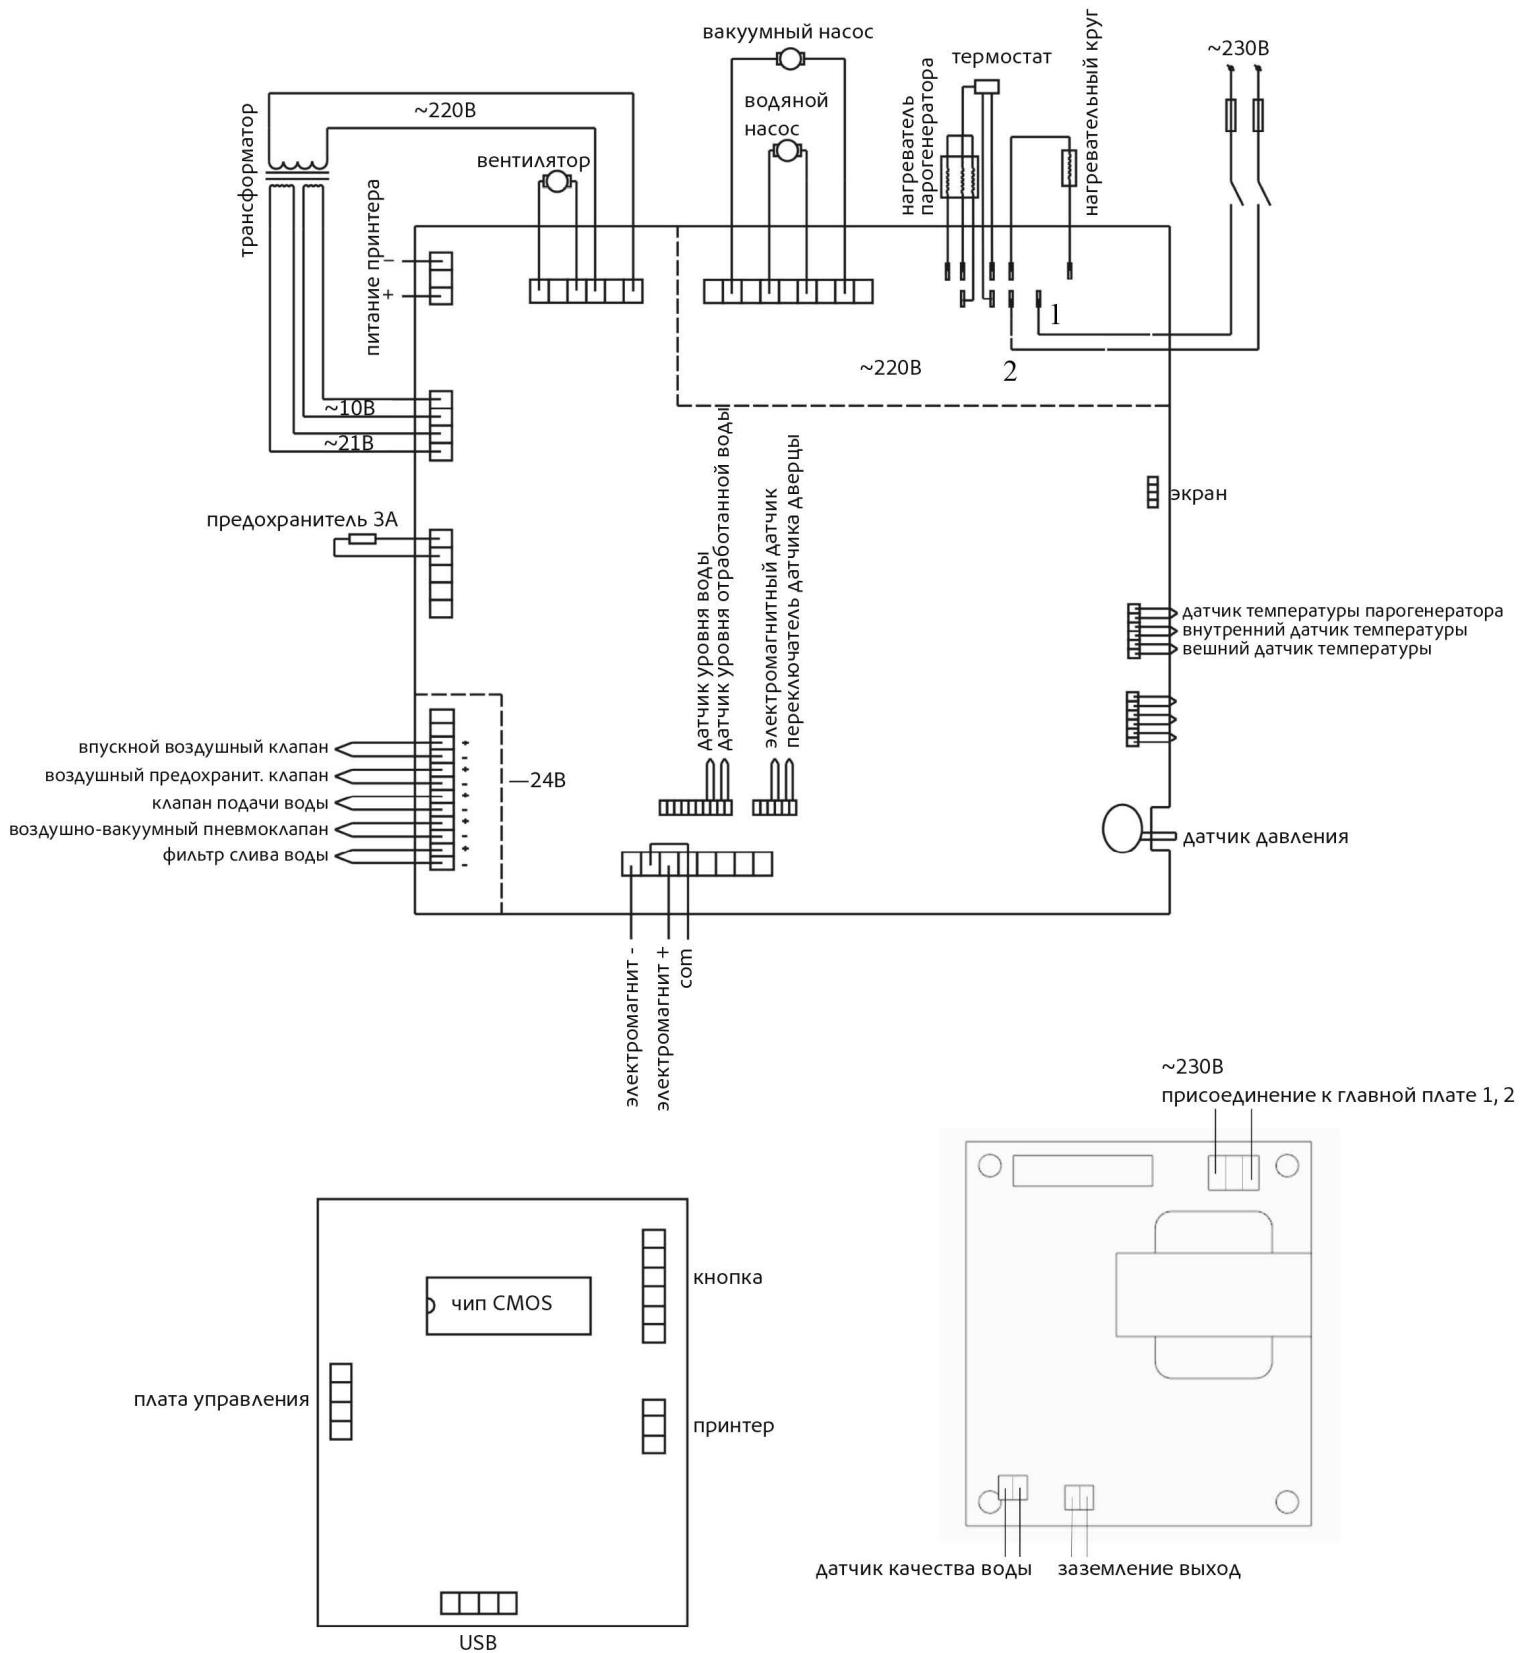 вакуумный насос
~230В
термостат
нагревательный круг
нагреватель
парогенератора
водяной
насос
~220В
трансформатор
вентилятор
питание принтера
−
+
1
2
~220В
~10В
~21В
предохранитель 3А
экран
датчик уровня воды
датчик уровня отработанной воды
электромагнитный датчик
переключатель датчика дверцы
датчик температуры парогенератора
внутренний датчик температуры
вешний датчик температуры
впускной воздушный клапан
воздушный предохранит. клапан
клапан подачи воды
воздушно-вакуумный пневмоклапан
фильтр слива воды
+
-
+
-
+
-
+
-
+
-
—24В
датчик давления
электромагнит -
электромагнит +
com
~230В
присоединение к главной плате 1, 2
кнопка
чип CMOS
плата управления
принтер
USB
датчик качества воды
заземление выход